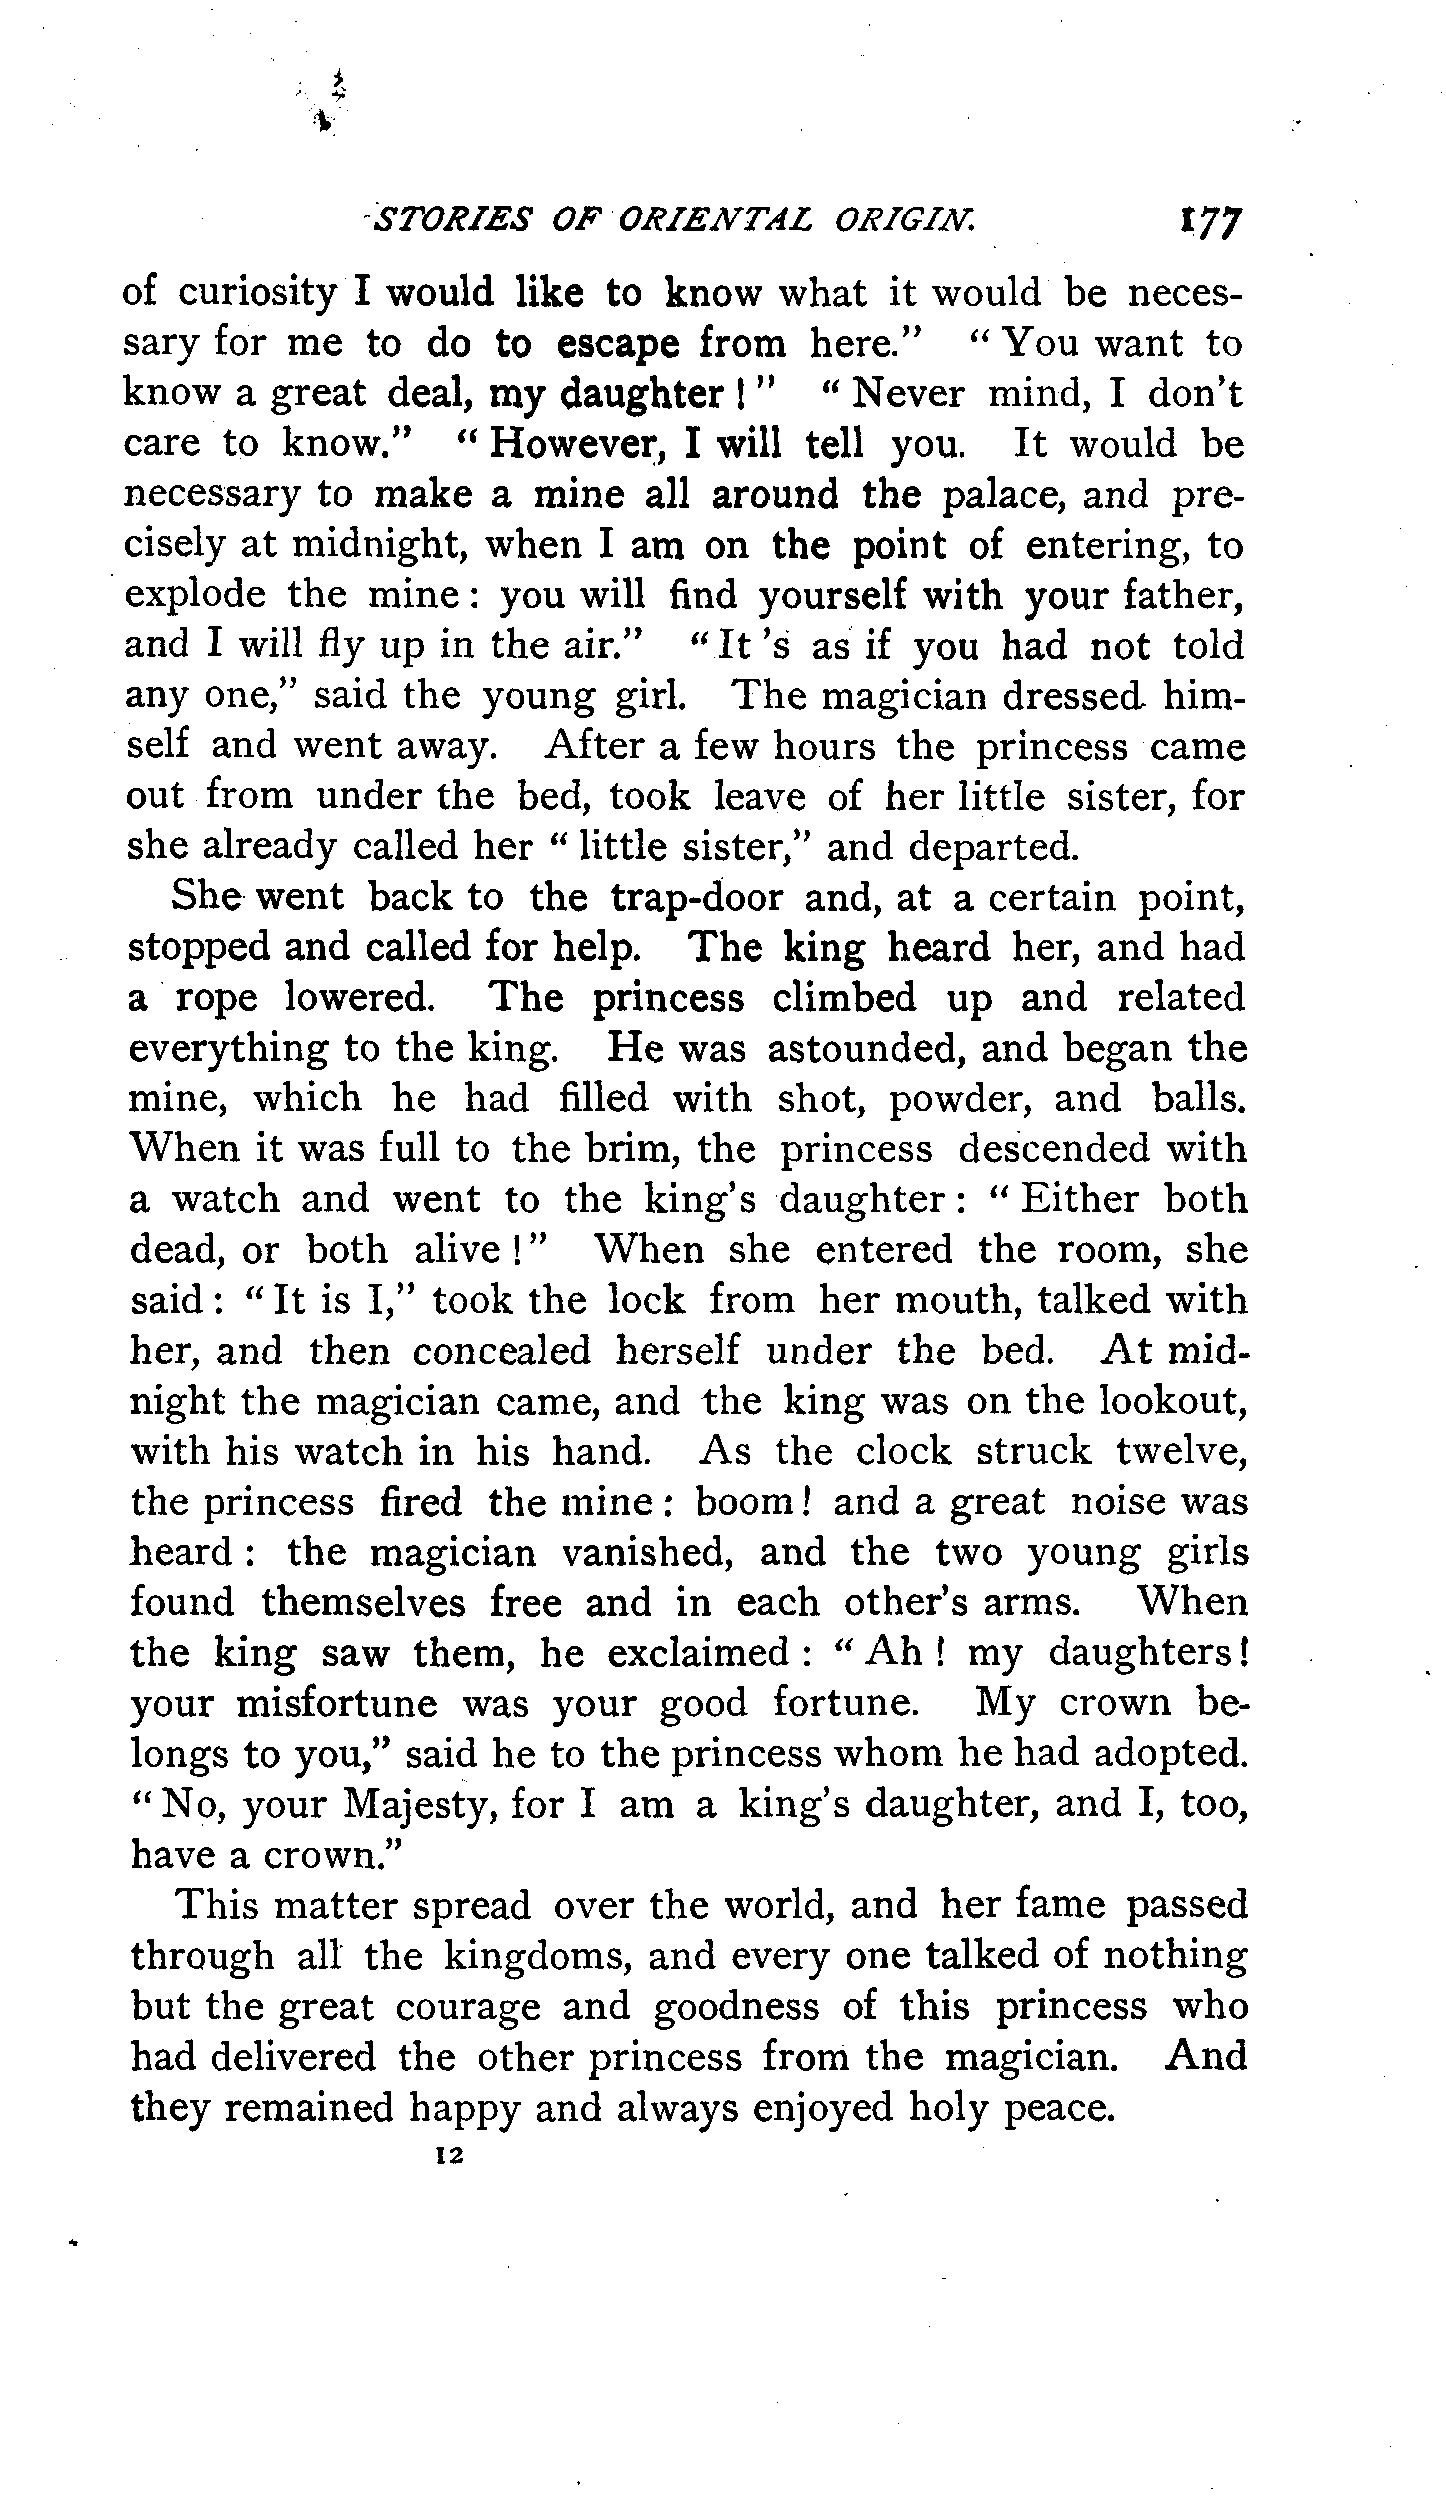 STORIES OF ORIENTAL ORIGIN. 177
of curiosity I would like to know what it would be neces-
sary for me to do to escape from here." "You want to
know a great deal, my daughter!" "Never mind, I don't
care to know." "However, I will tell you. It would be
necessary to make a mine all around the palace, and pre-
cisely at midnight, when I am on the point of entering, to
explode the mine: you will find yourself with your father,
and I will fly up in the air." "It 's as if you had not told
any one," said the young girl. The magician dressed him-
self and went away. After a few hours the princess came
out from under the bed, took leave of her little sister, for
she already called her "little sister," and departed.
She went back to the trap-door and, at a certain point,
stopped and called for help. The king heard her, and had
a rope lowered. The princess climbed up and related
everything to the king. He was astounded, and began the
mine, which he had filled with shot, powder, and balls.
When it was full to the brim, the princess descended with
a watch and went to the king's daughter: "Either both
dead, or both alive!" When she entered the room, she
said: "It is I," took the lock from her mouth, talked with
her, and then concealed herself under the bed. At mid-
night the magician came, and the king was on the lookout,
with his watch in his hand. As the clock struck twelve,
the princess fired the mine: boom! and a great noise was
heard: the magician vanished, and the two young girls
found themselves free and in each other's arms. When
the king saw them, he exclaimed: "Ah! my daughters!
your misfortune was your good fortune. My crown be-
longs to you," said he to the princess whom he had adopted.
"No, your Majesty, for I am a king's daughter, and I, too,
have a crown."
This matter spread over the world, and her fame passed
through all the kingdoms, and every one talked of nothing
but the great courage and goodness of this princess who
had delivered the other princess from the magician. And
they remained happy and always enjoyed holy peace.
12